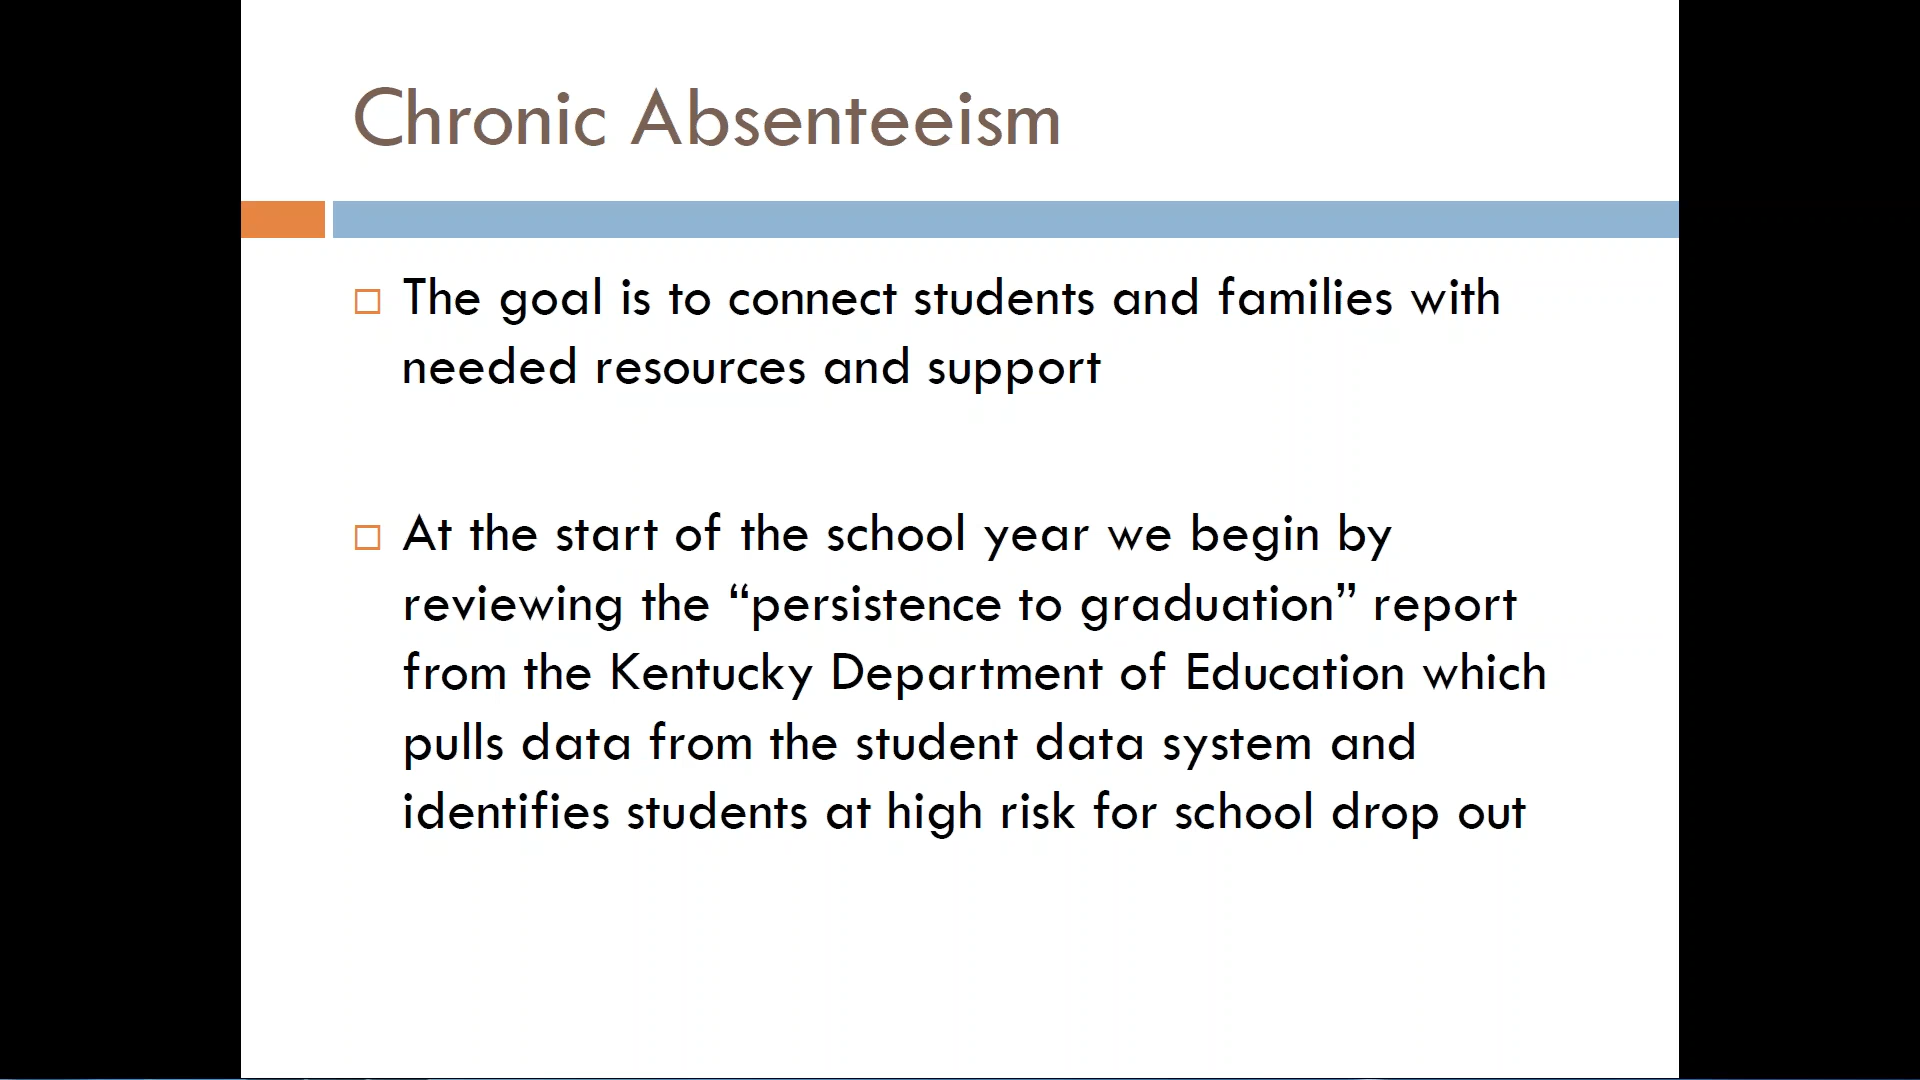 Chronic Absenteeism
The goal is to connect students and families with
needed resources and support
At the start of the school year we begin by
reviewing the “persistence to graduation” report
from the Kentucky Department of Education which
pulls data from the student data system and
identifies students at high risk for school drop out